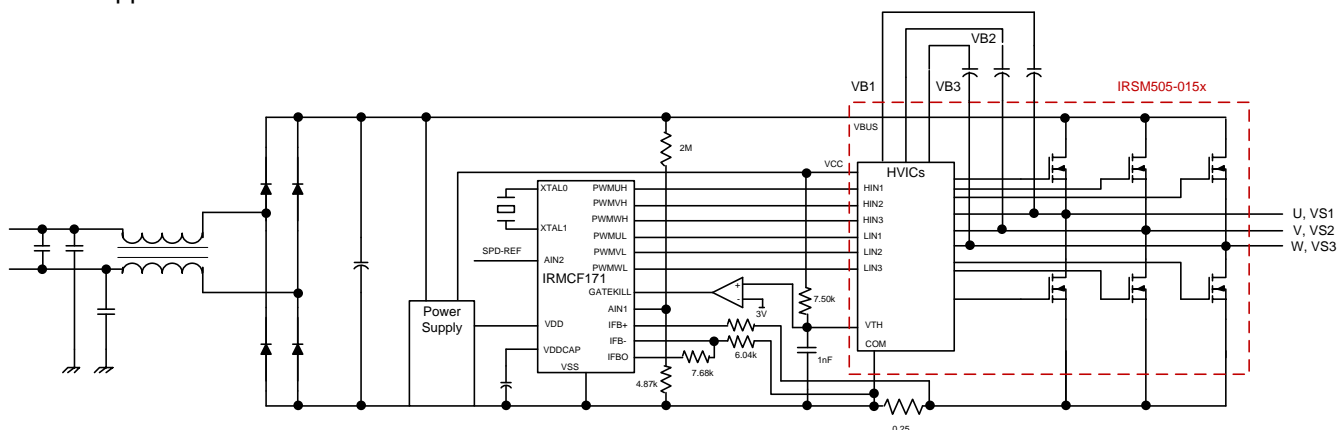 VB2
VB1
VB3
IRSM505-015x
VBUS
2M
VCC
HVICs
XTAL0
PWMUH
HIN1
PWMVH
HIN2
PWMWH
HIN3
U, VS1
XTAL1
PWMUL
LIN1
V, VS2
SPD-REF
PWMVL
LIN2
W, VS3
AIN2
PWMWL
LIN3
IRMCF171
GATEKILL
+
-
3V
7.50k
Power
Supply
AIN1
VDD
IFB+
VTH
IFB-
COM
VDDCAP
IFBO
6.04k
1nF
VSS
7.68k
4.87k
0.25